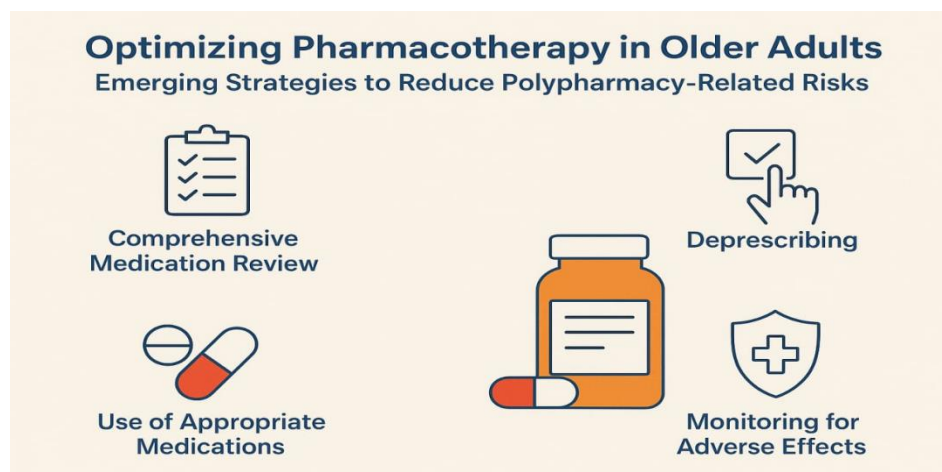 Optimizing Pharmacotherapy in Older Adults
Emerging Strategies to Reduce Polypharmacy-Related Risks
Comprehensive
Medication Review
Deprescribing
Use of Appropriate
Medications
Monitoring for
Adverse Effects